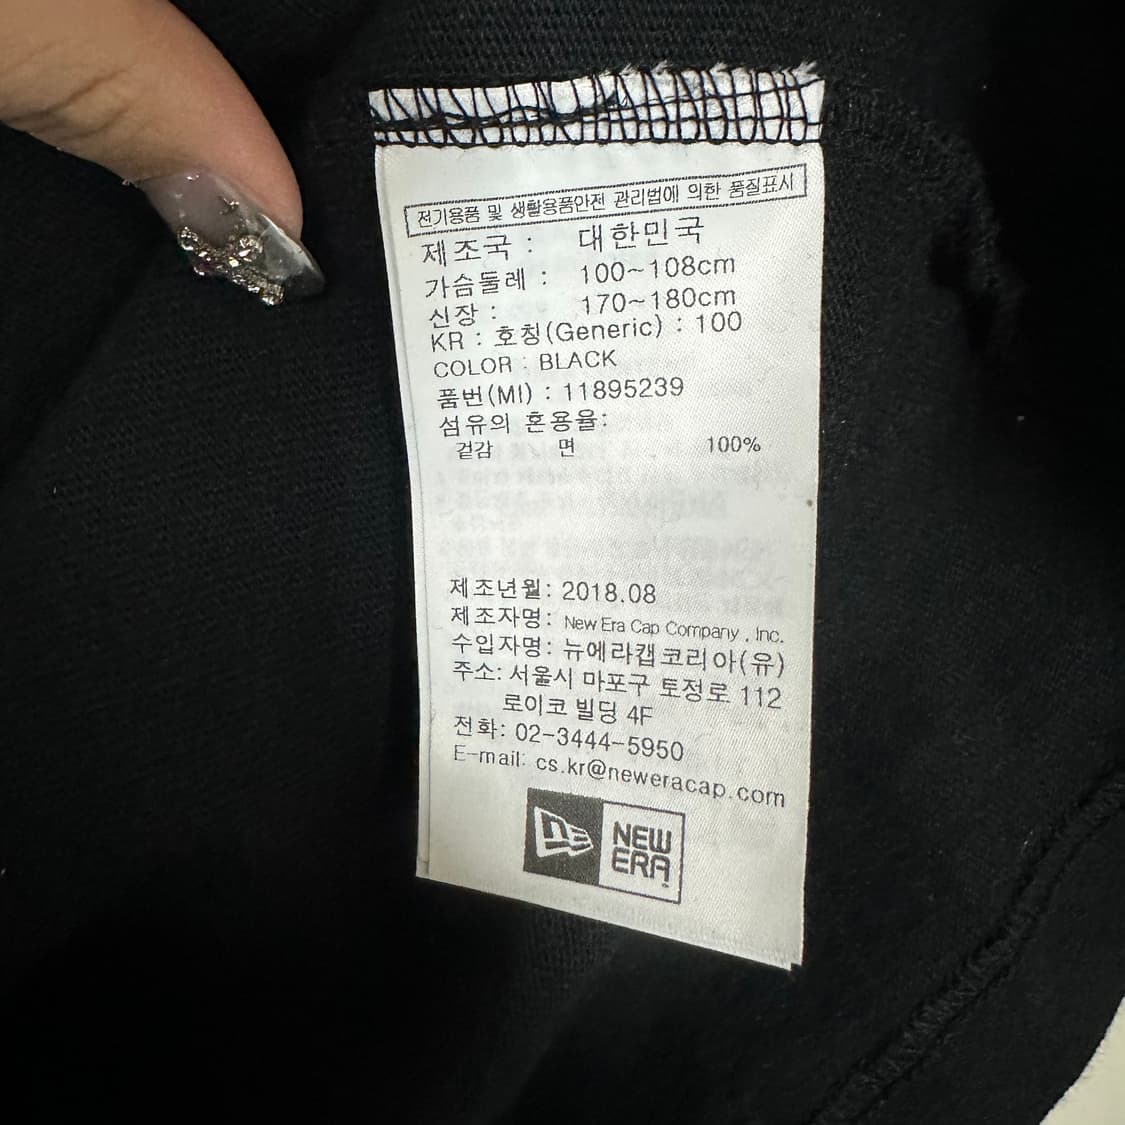 전기용품 및 생활용품안전 관리법에 의한 품질표시
제조국 : 대한민국
가슴둘레 : 100~108cm
신장 : 170~180cm
KR : 호칭(Generic) : 100
COLOR : BLACK
품번(MI) : 11895239
섬유의 혼용율:
겉감 면 100%
제조년월: 2018.08
제조자명: New Era Cap Company , Inc.
수입자명: 뉴에라캡코리아(유)
주소: 서울시 마포구 토정로 112
로이코 빌딩 4F
전화: 02-3444-5950
E-mail: cs.kr@neweracap.com
NE NEW
ERA